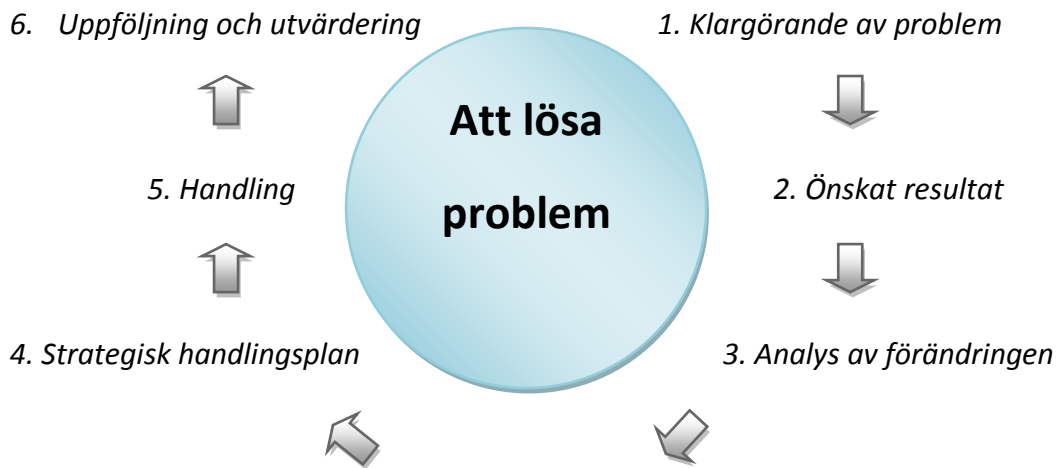 Att lösa
problem
1. Klargörande av problem
2. Önskat resultat
3. Analys av förändringen
4. Strategisk handlingsplan
5. Handling
6. Uppföljning och utvärdering